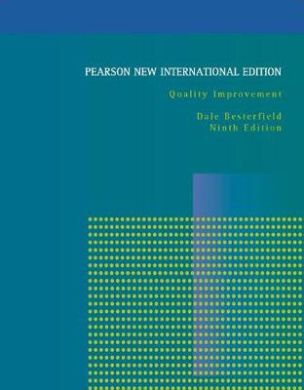 PEARSON NEW INTERNATIONAL EDITION
Quality Improvement
Dale Besterfield
Ninth Edition